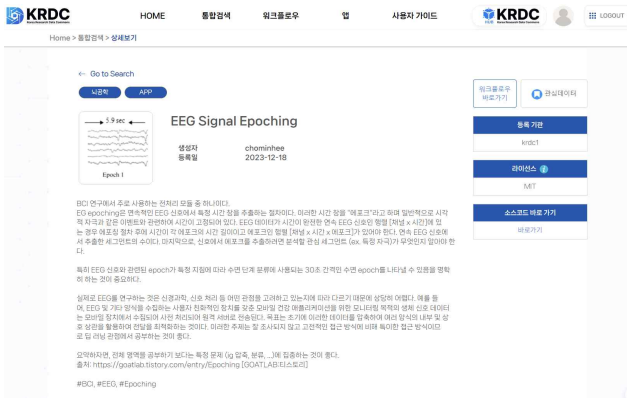 KRDC
Korea Research Data Commons
HOME
통합검색
워크플로우
앱
사용자 가이드
HUB
KRDC
Korea Research Data Commons
LOGOUT
Home > 통합검색 > 상세보기
← Go to Search
뇌공학
APP
5.9 sec
Epoch 1
EEG Signal Epoching
생성자 chominhee
등록일 2023-12-18
워크플로우
바로가기
관심데이터
등록 기관
krdc1
라이선스
MIT
소스코드 바로 가기
바로가기
BCI 연구에서 주로 사용하는 전처리 모듈 중 하나이다.
EG epoching은 연속적인 EEG 신호에서 특정 시간 창을 추출하는 절차이다. 이러한 시간 창을 "에포크"라고 하며 일반적으로 시각
적 자극과 같은 이벤트와 관련하여 시간이 고정되어 있다. EEG 데이터가 시간이 완전한 연속 EEG 신호인 행렬 [채널 x 시간]에 있
는 경우 에포킹 절차 후에 시간이 각 에포크의 시간 길이이고 에포크인 행렬 [채널 x 시간 x 에포크]가 있어야 한다. 연속 EEG 신호에
서 추출한 세그먼트의 수이다. 마지막으로, 신호에서 에포크를 추출하려면 분석할 관심 세그먼트 (ex. 특정 자극)가 무엇인지 알아야 한
다.
특히 EEG 신호와 관련된 epoch가 특정 지점에 따라 수면 단계 분류에 사용되는 30초 간격인 수면 epoch를 나타낼 수 있음을 명확
히 하는 것이 중요하다.
실제로 EEG를 연구하는 것은 신경과학, 신호 처리 등 어떤 관점을 고려하고 있는지에 따라 다르기 때문에 상당히 어렵다. 예를 들
어, EEG 및 기타 양식을 수집하는 사용자 친화적인 장치를 갖춘 모바일 건강 애플리케이션을 위한 모니터링 목적의 생체 신호 데이터
는 모바일 장치에서 수집되어 사전 처리되어 원격 서버로 전송된다. 목표는 초기에 이러한 데이터를 압축하여 여러 양식의 내부 및 상
호 상관을 활용하여 전달을 최적화하는 것이다. 이러한 주제는 잘 조사되지 않고 고전적인 접근 방식에 비해 특이한 접근 방식이므
로 딥 러닝 관점에서 공부하는 것이 좋다.
요약하자면, 전체 영역을 공부하기 보다는 특정 문제 (ig 압축, 분류, ...)에 집중하는 것이 좋다.
출처: https://goatlab.tistory.com/entry/Epoching [GOATLAB:티스토리]
#BCI, #EEG, #Epoching